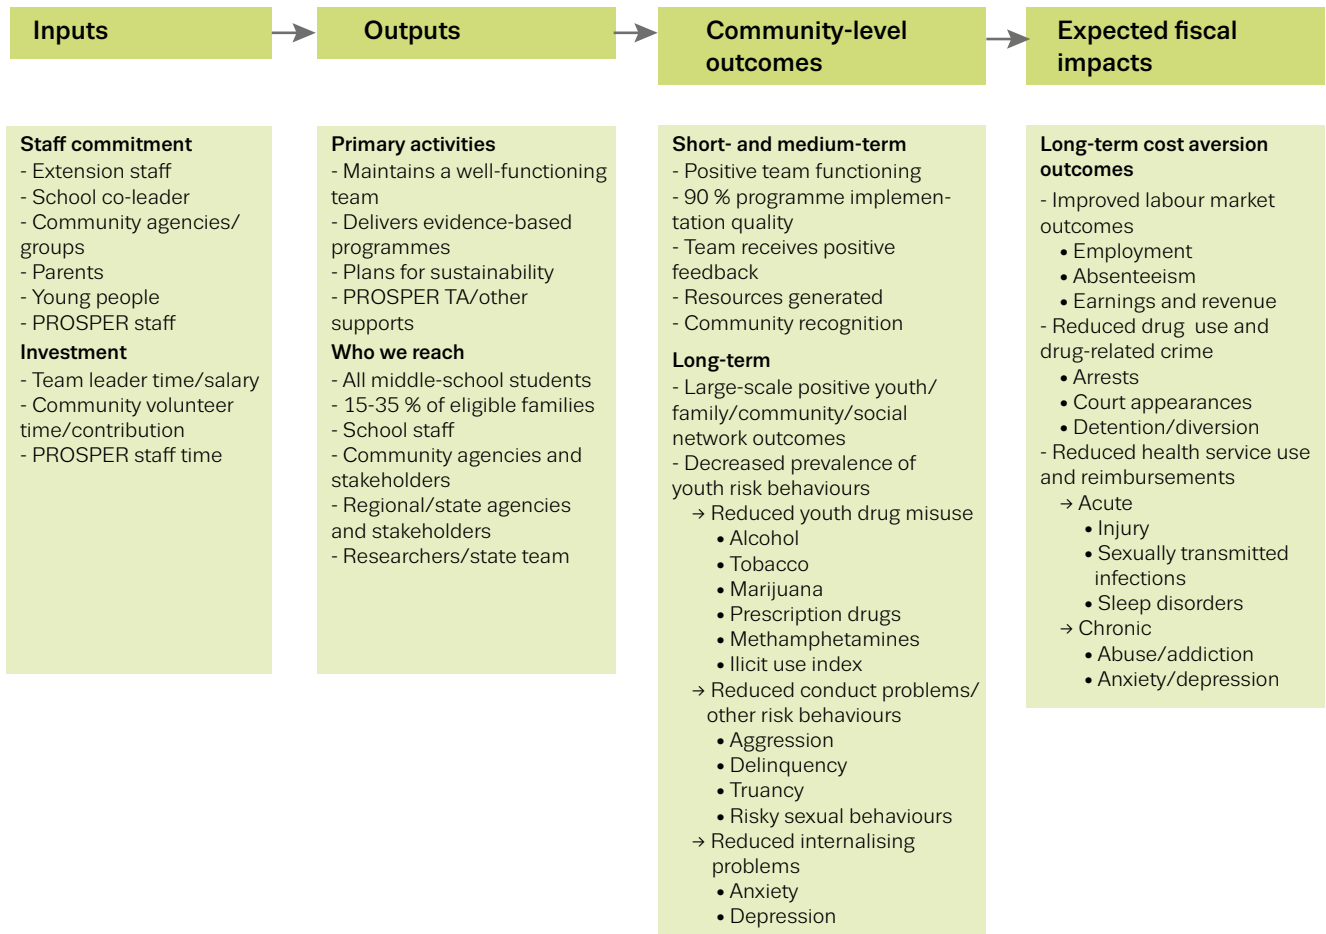 Inputs
Outputs
Community-level
outcomes
Expected fiscal
impacts
Staff commitment
- Extension staff
- School co-leader
- Community agencies/
groups
- Parents
- Young people
- PROSPER staff
Investment
- Team leader time/salary
- Community volunteer
time/contribution
- PROSPER staff time
Primary activities
- Maintains a well-functioning
team
- Delivers evidence-based
programmes
- Plans for sustainability
- PROSPER TA/other
supports
Who we reach
- All middle-school students
- 15-35 % of eligible families
- School staff
- Community agencies and
stakeholders
- Regional/state agencies
and stakeholders
- Researchers/state team
Short- and medium-term
- Positive team functioning
- 90 % programme implemen-
tation quality
- Team receives positive
feedback
- Resources generated
- Community recognition
Long-term
- Large-scale positive youth/
family/community/social
network outcomes
- Decreased prevalence of
youth risk behaviours
→ Reduced youth drug misuse
• Alcohol
• Tobacco
• Marijuana
• Prescription drugs
• Methamphetamines
• Ilicit use index
→ Reduced conduct problems/
other risk behaviours
• Aggression
• Delinquency
• Truancy
• Risky sexual behaviours
→ Reduced internalising
problems
• Anxiety
• Depression
Long-term cost aversion
outcomes
- Improved labour market
outcomes
• Employment
• Absenteeism
• Earnings and revenue
- Reduced drug use and
drug-related crime
• Arrests
• Court appearances
• Detention/diversion
- Reduced health service use
and reimbursements
→ Acute
• Injury
• Sexually transmitted
infections
• Sleep disorders
→ Chronic
• Abuse/addiction
• Anxiety/depression